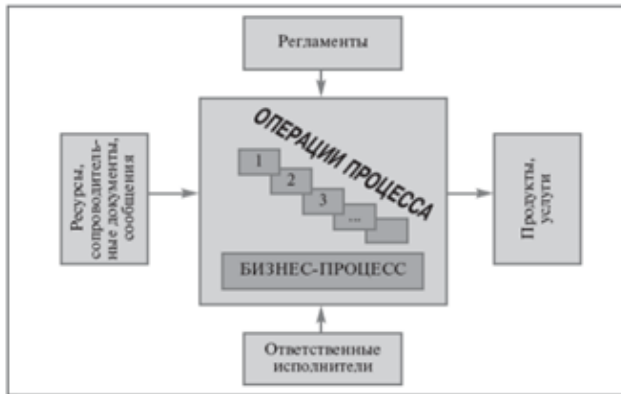 Регламенты
Ресурсы,
сопроводитель-
ные документы,
сообщения
ОПЕРАЦИИ ПРОЦЕССА
1
2
3
...
БИЗНЕС-ПРОЦЕСС
Продукты,
услуги
Ответственные
исполнители